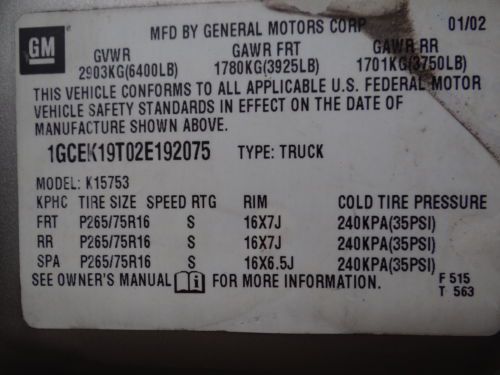 GM
MFD BY GENERAL MOTORS CORP 01/02
GVWR GAWR FRT GAWR RR
2903KG(6400LB) 1780KG(3925LB) 1701KG(3750LB)
THIS VEHICLE CONFORMS TO ALL APPLICABLE U.S. FEDERAL MOTOR
VEHICLE SAFETY STANDARDS IN EFFECT ON THE DATE OF
MANUFACTURE SHOWN ABOVE.
1GCEK19T02E192075 TYPE: TRUCK
MODEL: K15753
KPHC TIRE SIZE SPEED RTG RIM COLD TIRE PRESSURE
FRT P265/75R16 S 16X7J 240KPA(35PSI)
RR P265/75R16 S 16X7J 240KPA(35PSI)
SPA P265/75R16 S 16X6.5J 240KPA(35PSI)
SEE OWNER'S MANUAL i FOR MORE INFORMATION. F 515
T 563